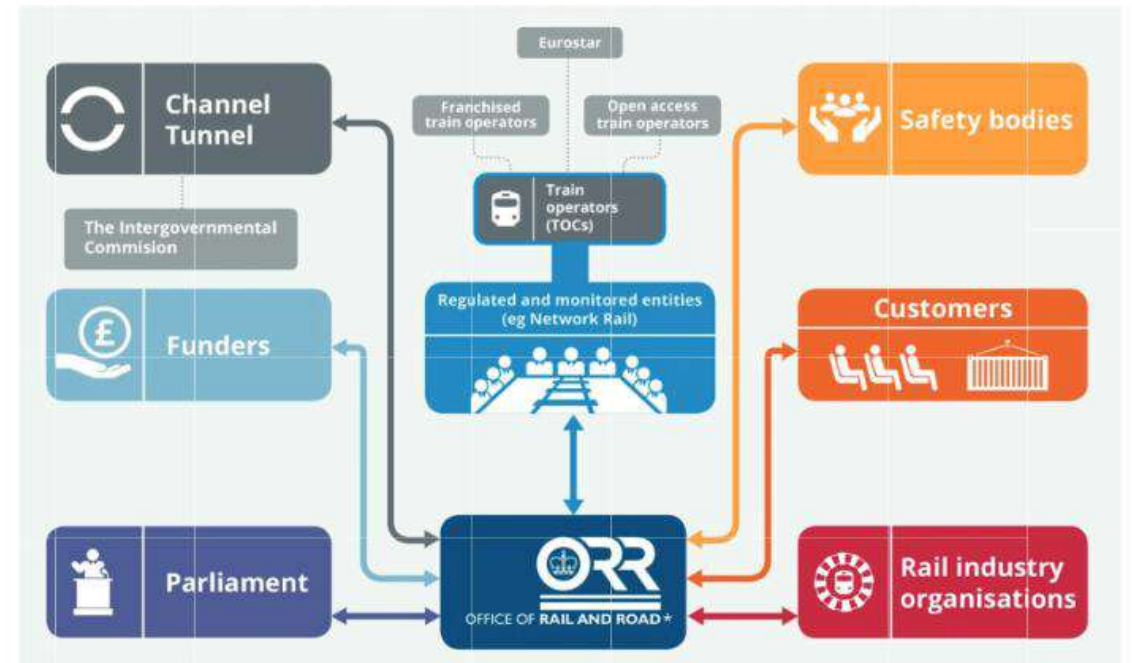 Eurostar
Channel
Tunnel
Franchised
train operators
Open access
train operators
Safety bodies
Train
operators
(TOCs)
The Intergovernmental
Commision
Regulated and monitored entities
(eg Network Rail)
£
Funders
Customers
Parliament
ORR
OFFICE OF RAIL AND ROAD*
Rail industry
organisations